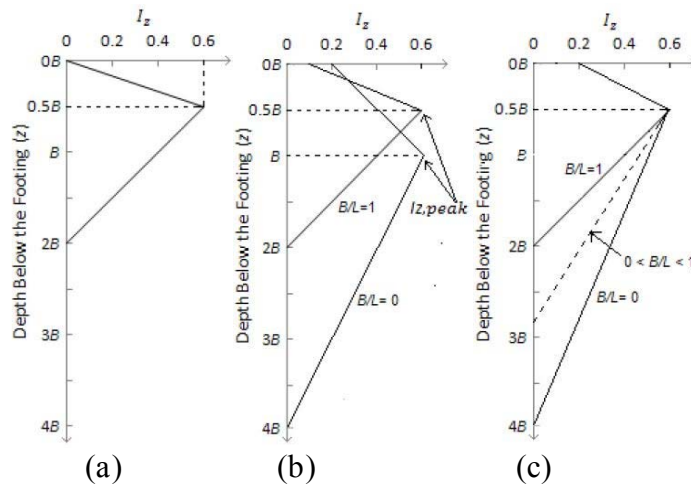 I_z
0 0.2 0.4 0.6
Depth Below the Footing (z)
0B
0.5B
B
2B
3B
4B
(a)
I_z
0 0.2 0.4 0.6
Depth Below the Footing (z)
0B
0.5B
B
2B
3B
4B
B/L=1
Iz,peak
B/L= 0
(b)
I_z
0 0.2 0.4 0.6
Depth Below the Footing (z)
0B
0.5B
B
2B
3B
4B
B/L=1
0 < B/L < 1
B/L= 0
(c)